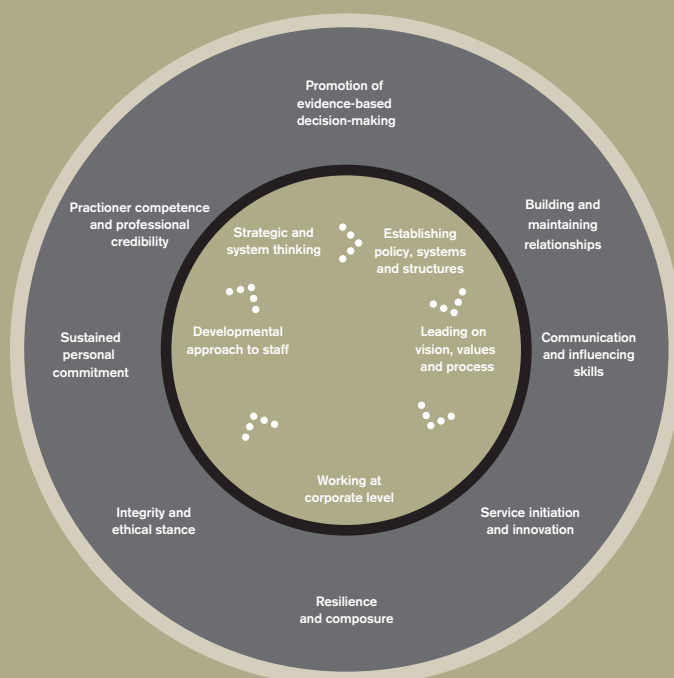 Promotion of
evidence-based
decision-making
Building and
maintaining
relationships
Communication
and influencing
skills
Service initiation
and innovation
Resilience
and composure
Integrity and
ethical stance
Sustained
personal
commitment
Practioner competence
and professional
credibility
Strategic and
system thinking
Establishing
policy, systems
and structures
Leading on
vision, values
and process
Working at
corporate level
Developmental
approach to staff